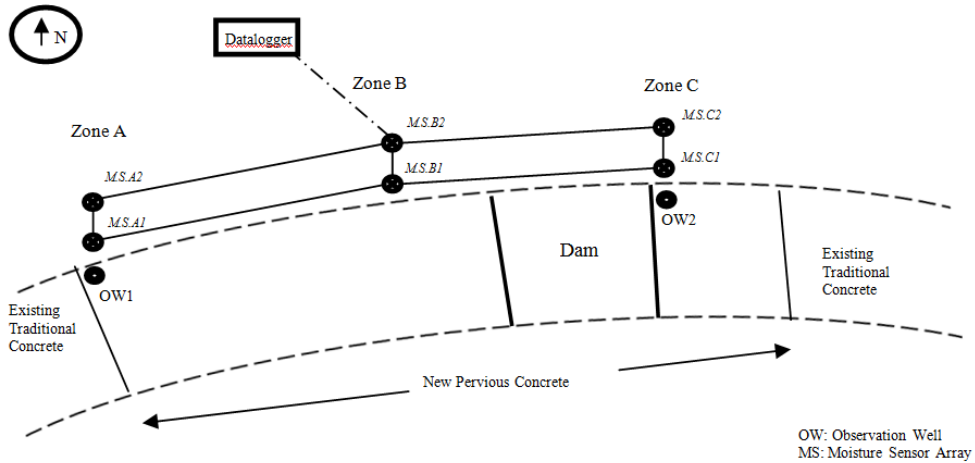 N
Datalogger
Zone B
Zone C
Zone A
M.S.B2
M.S.C2
M.S.A2
M.S.B1
M.S.C1
M.S.A1
OW2
Dam
OW1
Existing
Traditional
Concrete
Existing
Traditional
Concrete
New Pervious Concrete
OW: Observation Well
MS: Moisture Sensor Array